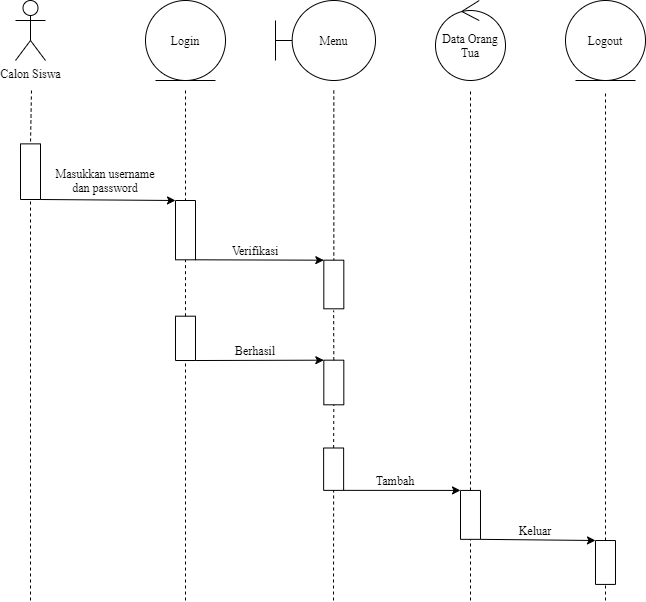 Calon Siswa
Login
Menu
Data Orang
Tua
Logout
Masukkan username
dan password
Verifikasi
Berhasil
Tambah
Keluar